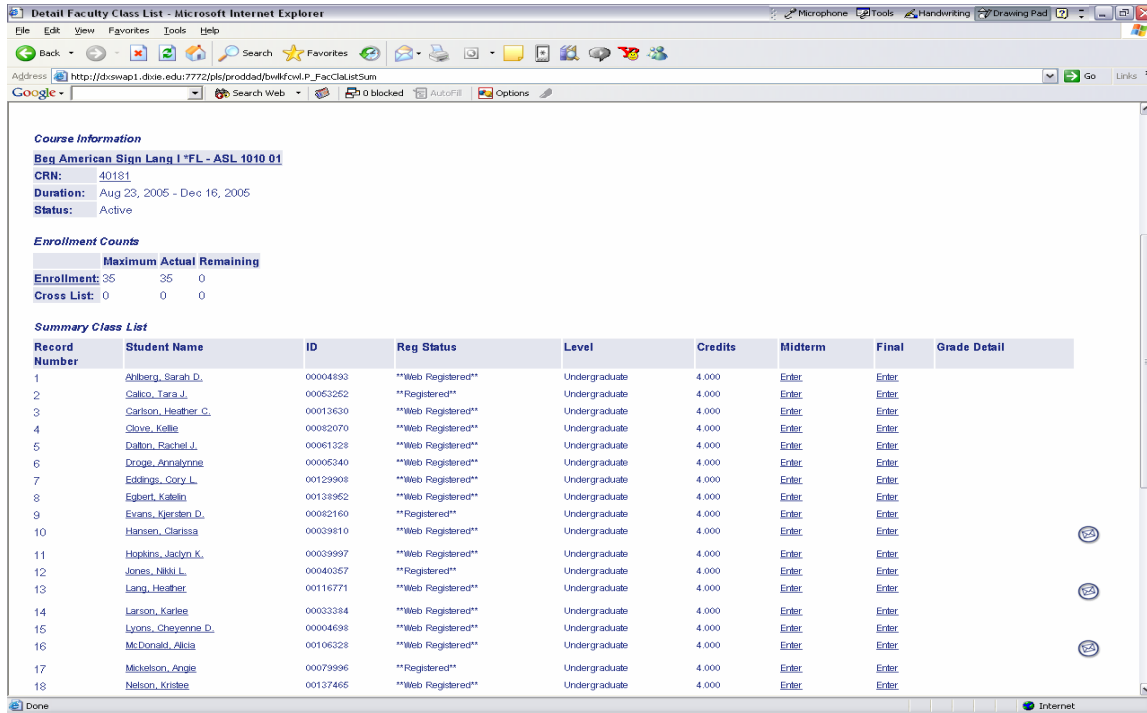 Detail Faculty Class List - Microsoft Internet Explorer Microphone Tools Handwriting Drawing Pad
File Edit View Favorites Tools Help
Back Search Favorites
Address http://dxswap1.dixie.edu:7772/pls/proddad/bwlkfcwl.P_FacClaListSum Go Links
Google Search Web 0 blocked AutoFill Options
Course Information
Beg American Sign Lang I *FL - ASL 1010 01
CRN: 40181
Duration: Aug 23, 2005 - Dec 16, 2005
Status: Active
Enrollment Counts
Maximum Actual Remaining
Enrollment: 35 35 0
Cross List: 0 0 0
Summary Class List
Record Number Student Name ID Reg Status Level Credits Midterm Final Grade Detail
1 Ahlberg, Sarah D. 00004893 **Web Registered** Undergraduate 4.000 Enter Enter
2 Calico, Tara J. 00053252 **Registered** Undergraduate 4.000 Enter Enter
3 Carlson, Heather C. 00013630 **Web Registered** Undergraduate 4.000 Enter Enter
4 Clove, Kellie 00082070 **Web Registered** Undergraduate 4.000 Enter Enter
5 Dalton, Rachel J. 00061328 **Web Registered** Undergraduate 4.000 Enter Enter
6 Droge, Annalynne 00005340 **Web Registered** Undergraduate 4.000 Enter Enter
7 Eddings, Cory L. 00129908 **Web Registered** Undergraduate 4.000 Enter Enter
8 Egbert, Katelin 00138952 **Web Registered** Undergraduate 4.000 Enter Enter
9 Evans, Kjersten D. 00082160 **Registered** Undergraduate 4.000 Enter Enter
10 Hansen, Clarissa 00039810 **Web Registered** Undergraduate 4.000 Enter Enter
11 Hopkins, Jaclyn K. 00039997 **Web Registered** Undergraduate 4.000 Enter Enter
12 Jones, Nikki L. 00040357 **Registered** Undergraduate 4.000 Enter Enter
13 Lang, Heather 00116771 **Web Registered** Undergraduate 4.000 Enter Enter
14 Larson, Karlee 00033384 **Web Registered** Undergraduate 4.000 Enter Enter
15 Lyons, Cheyenne D. 00004698 **Web Registered** Undergraduate 4.000 Enter Enter
16 McDonald, Alicia 00106328 **Web Registered** Undergraduate 4.000 Enter Enter
17 Mickelson, Angie 00079996 **Registered** Undergraduate 4.000 Enter Enter
18 Nelson, Kristee 00137465 **Web Registered** Undergraduate 4.000 Enter Enter
Done Internet